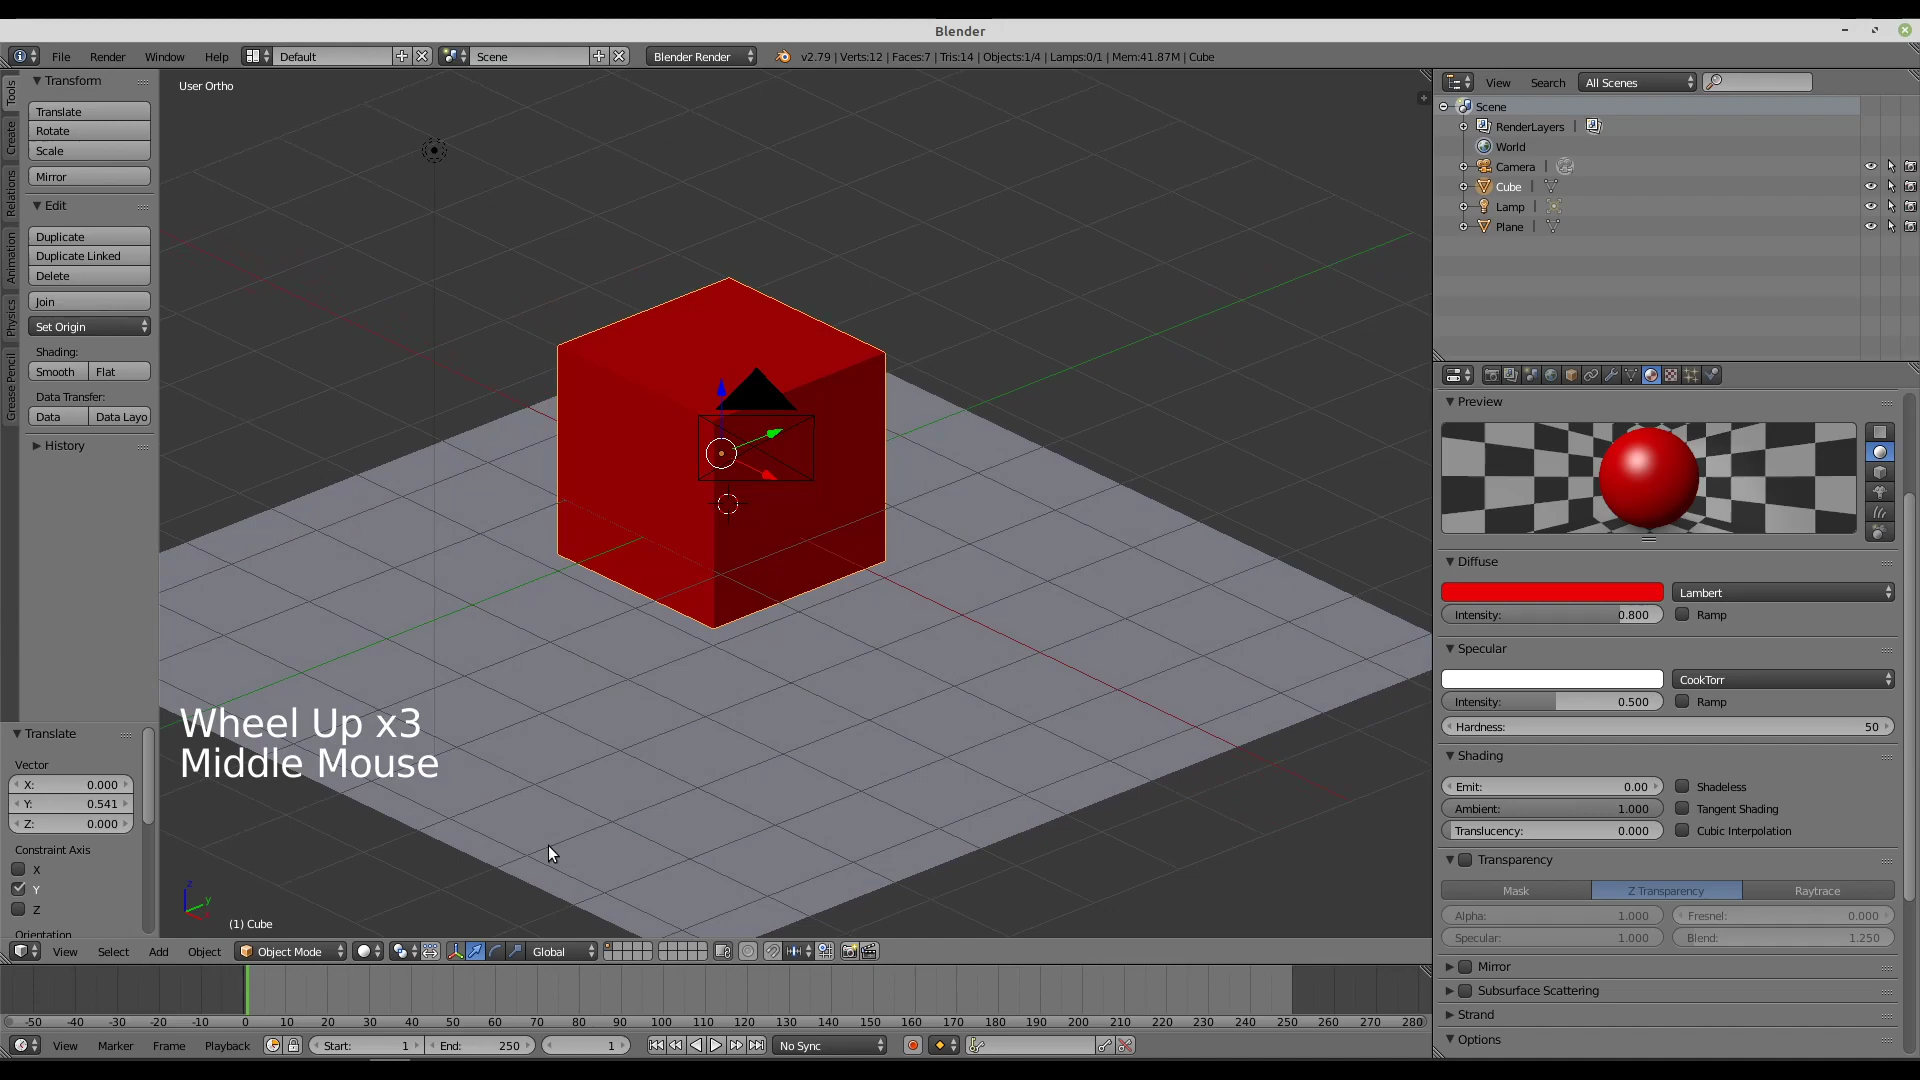 Blender
File Render Window Help Default Scene Blender Render v2.79 | Verts:12 | Faces:7 | Tris:14 | Objects:1/4 | Lamps:0/1 | Mem:41.87M | Cube
Tools
Create
Relations
Animation
Physics
Grease Pencil
Transform
Translate
Rotate
Scale
Mirror
Edit
Duplicate
Duplicate Linked
Delete
Join
Set Origin
Shading:
Smooth Flat
Data Transfer:
Data Data Layo
History
Translate
Vector
X: 0.000
Y: 0.541
Z: 0.000
Constraint Axis
X
Y
Z
Orientation
User Ortho
Wheel Up x3
Middle Mouse
z
y
(1) Cube
View Select Add Object Object Mode Global
-50 -40 -30 -20 -10 0 10 20 30 40 50 60 70 80 90 100 110 120 130 140 150 160 170 180 190 200 210 220 230 240 250 260 270 280
View Marker Frame Playback Start: 1 End: 250 1 No Sync
View Search All Scenes
Scene
RenderLayers |
World
Camera |
Cube |
Lamp |
Plane |
Preview
Diffuse
Lambert
Intensity: 0.800 Ramp
Specular
CookTorr
Intensity: 0.500 Ramp
Hardness: 50
Shading
Emit: 0.00 Shadeless
Ambient: 1.000 Tangent Shading
Translucency: 0.000 Cubic Interpolation
Transparency
Mask Z Transparency Raytrace
Alpha: 1.000 Fresnel: 0.000
Specular: 1.000 Blend: 1.250
Mirror
Subsurface Scattering
Strand
Options